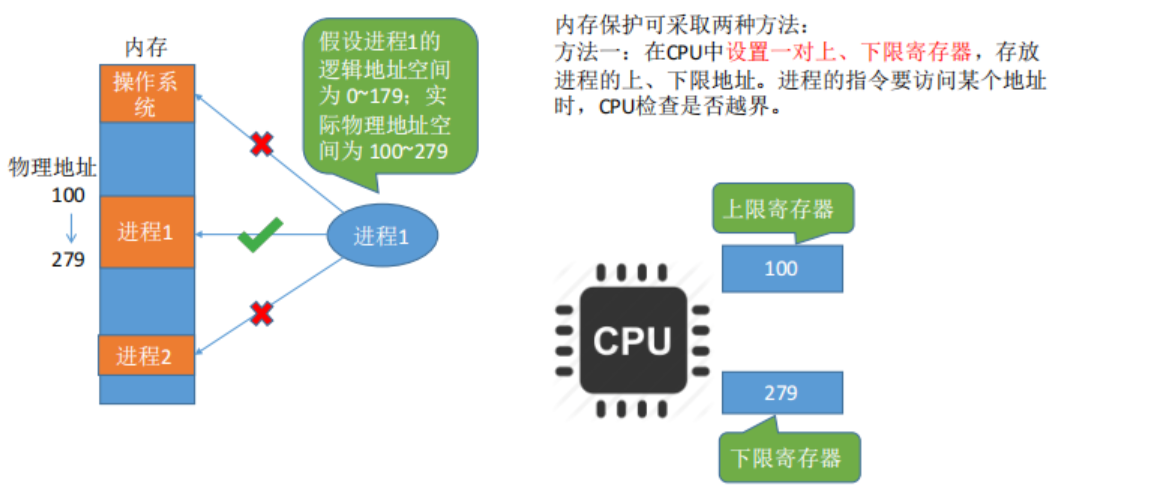 内存
操作系
统
物理地址
100
279
进程1
进程2
假设进程1的
逻辑地址空间
为 0~179；实
际物理地址空
间为 100~279
进程1
内存保护可采取两种方法：
方法一：在CPU中设置一对上、下限寄存器，存放
进程的上、下限地址。进程的指令要访问某个地址
时，CPU检查是否越界。
上限寄存器
100
CPU
279
下限寄存器